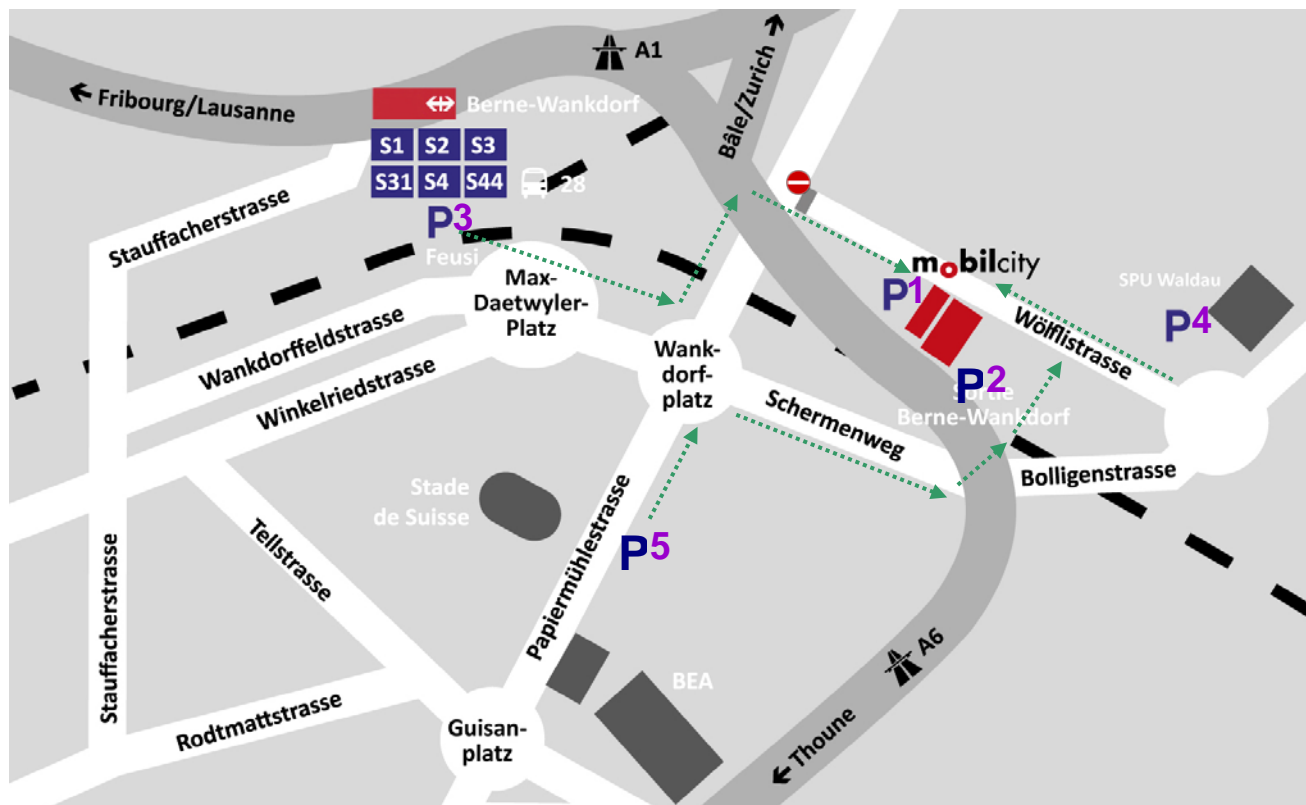 A1
Bâle/Zurich
Fribourg/Lausanne
Berne-Wankdorf
S1 S2 S3
S31 S4 S44
28
P3
Feusi
Stauffacherstrasse
Max-
Daetwyler-
Platz
mobilcity
SPU Waldau
P1
P4
Wölflistrasse
Wankdorffeldstrasse
Winkelriedstrasse
Wank-
dorf-
platz
P2
Sortie
Berne-Wankdorf
Schermenweg
Bolligenstrasse
Stade
de Suisse
P5
Papiermühlestrasse
Tellstrasse
Stauffacherstrasse
Rodtmattstrasse
Guisan-
platz
BEA
A6
Thoune